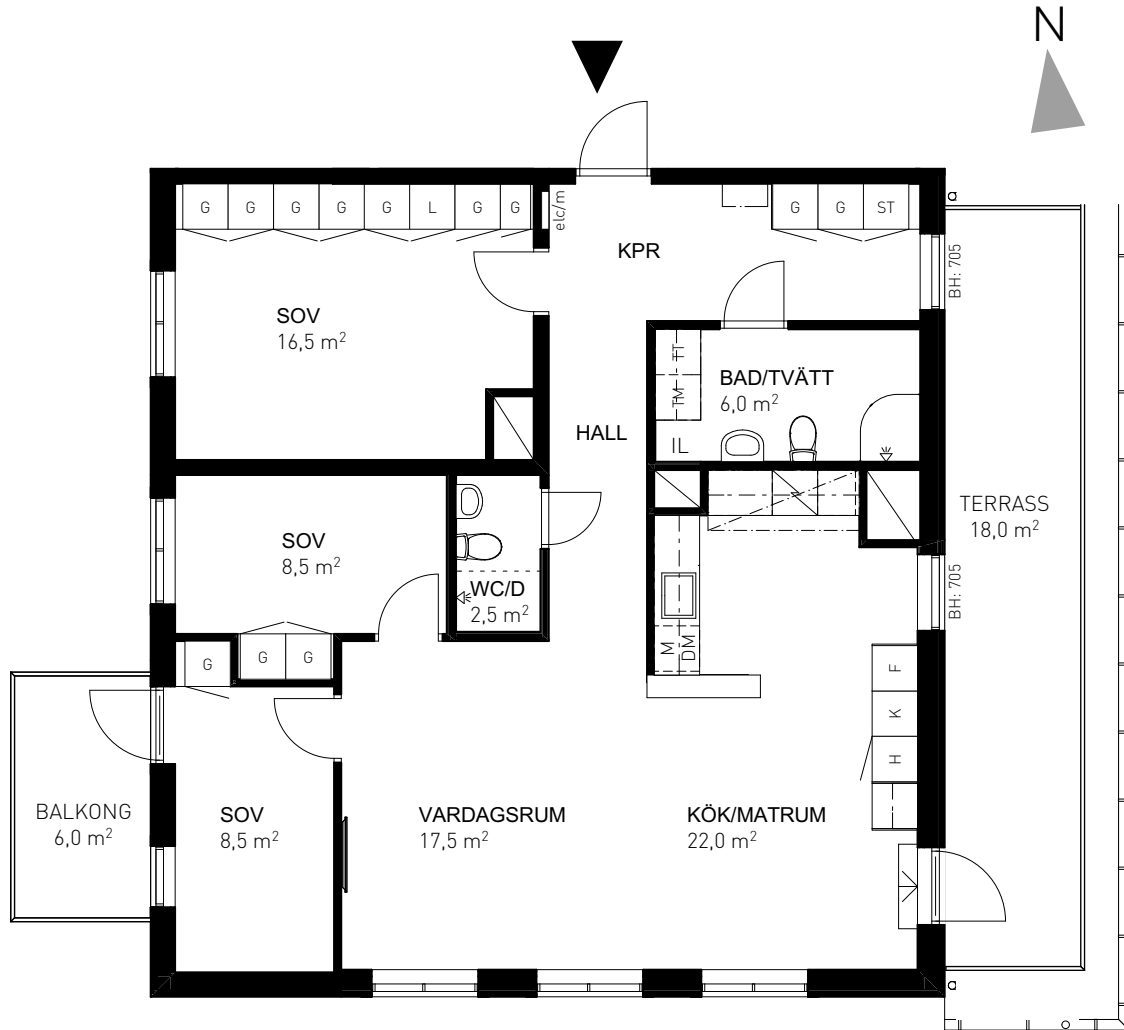 N
G
G
G
G
G
L
G
G
elc/m
G
G
ST
KPR
BH: 705
SOV
16,5 m²
TT
TM
IL
BAD/TVÄTT
6,0 m²
HALL
TERRASS
18,0 m²
SOV
8,5 m²
WC/D
2,5 m²
BH: 705
M
DM
G
G
G
F
K
H
BALKONG
6,0 m²
SOV
8,5 m²
VARDAGSRUM
17,5 m²
KÖK/MATRUM
22,0 m²